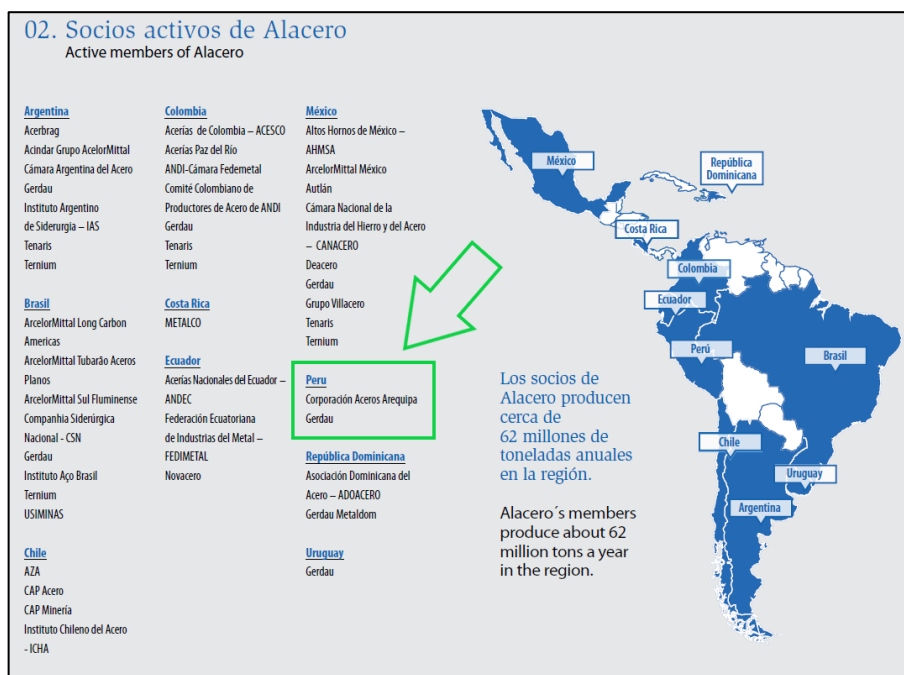 02. Socios activos de Alacero
Active members of Alacero
Argentina
Acerbrag
Acindar Grupo AcelorMittal
Cámara Argentina del Acero
Gerdau
Instituto Argentino
de Siderurgia – IAS
Tenaris
Ternium
Brasil
ArcelorMittal Long Carbon
Americas
ArcelorMittal Tubarão Aceros
Planos
ArcelorMittal Sul Fluminense
Companhia Siderúrgica
Nacional - CSN
Gerdau
Instituto Aço Brasil
Ternium
USIMINAS
Chile
AZA
CAP Acero
CAP Minería
Instituto Chileno del Acero
- ICHA
Colombia
Acerías de Colombia – ACESCO
Acerías Paz del Río
ANDI-Cámara Fedemetal
Comité Colombiano de
Productores de Acero de ANDI
Gerdau
Tenaris
Ternium
Costa Rica
METALCO
Ecuador
Acerías Nacionales del Ecuador –
ANDEC
Federación Ecuatoriana
de Industrias del Metal –
FEDIMETAL
Novacero
México
Altos Hornos de México –
AHMSA
ArcelorMittal México
Autlán
Cámara Nacional de la
Industria del Hierro y del Acero
– CANACERO
Deacero
Gerdau
Grupo Villacero
Tenaris
Ternium
Peru
Corporación Aceros Arequipa
Gerdau
República Dominicana
Asociación Dominicana del
Acero – ADOACERO
Gerdau Metaldom
Uruguay
Gerdau
Los socios de
Alacero producen
cerca de
62 millones de
toneladas anuales
en la región.
Alacero´s members
produce about 62
million tons a year
in the region.
México
República
Dominicana
Costa Rica
Colombia
Ecuador
Perú
Brasil
Chile
Uruguay
Argentina